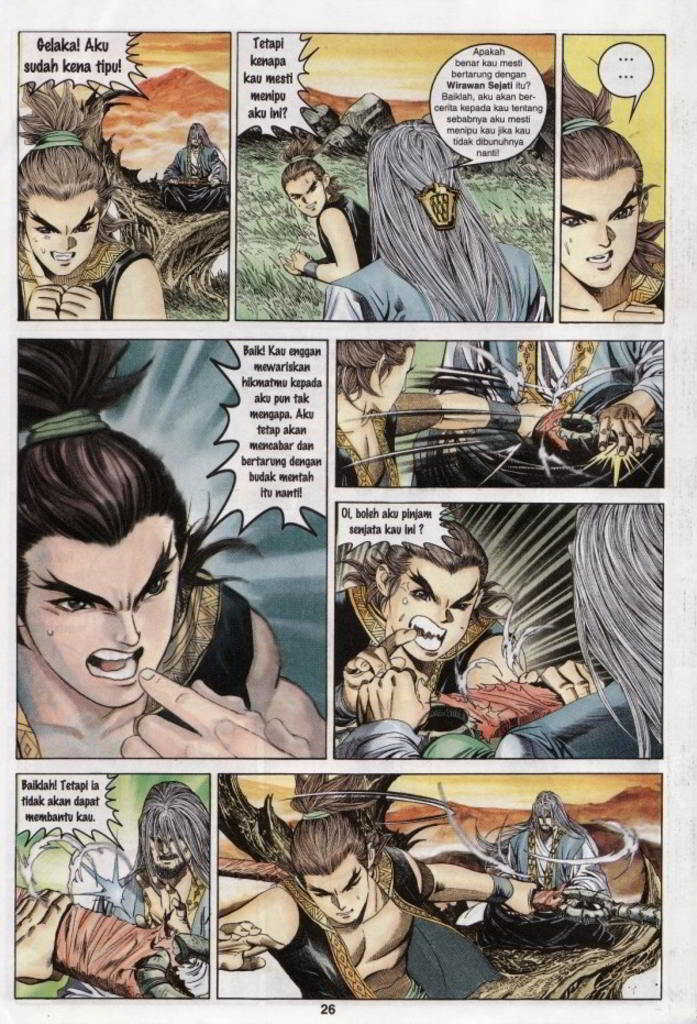 Gelaka! Aku
sudah kena tipu!
Tetapi
kenapa
kau mesti
menipu
aku ini?
Apakah
benar kau mesti
bertarung dengan
Wirawan Sejati itu?
Baiklah, aku akan ber-
cerita kepada kau tentang
sebabnya aku mesti
menipu kau jika kau
tidak dibunuhnya
nanti!
...
...
Baik! Kau enggan
mewariskan
hikmatmu kepada
aku pun tak
mengapa. Aku
tetap akan
mencabar dan
bertarung dengan
budak mentah
itu nanti!
Oi, boleh aku pinjam
senjata kau ini ?
Baiklah! Tetapi ia
tidak akan dapat
membantu kau.
26